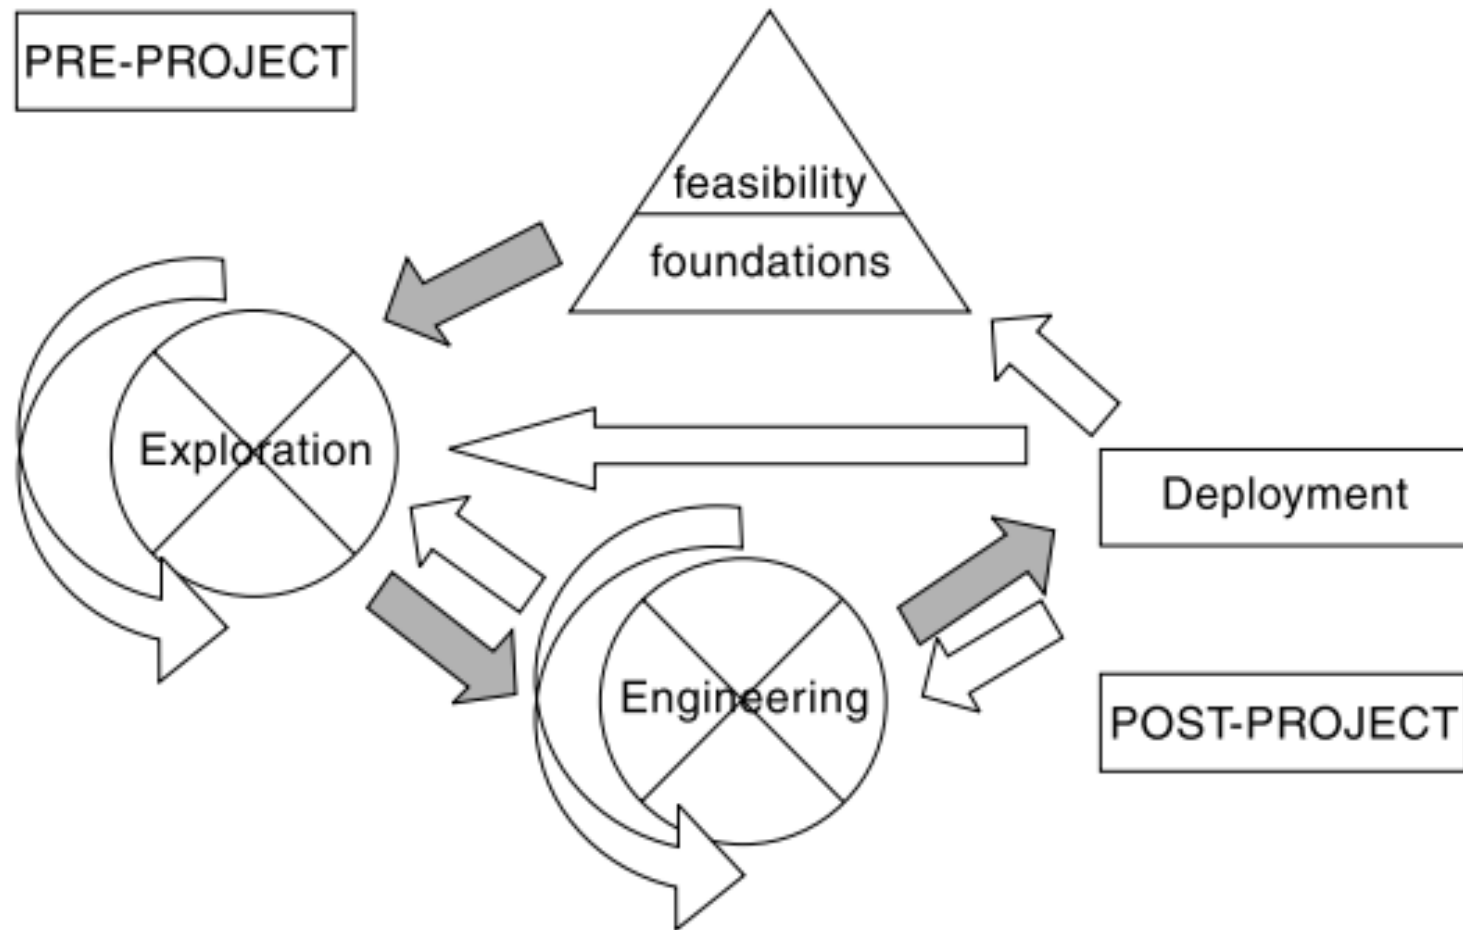 PRE-PROJECT
feasibility
foundations
Exploration
Deployment
Engineering
POST-PROJECT